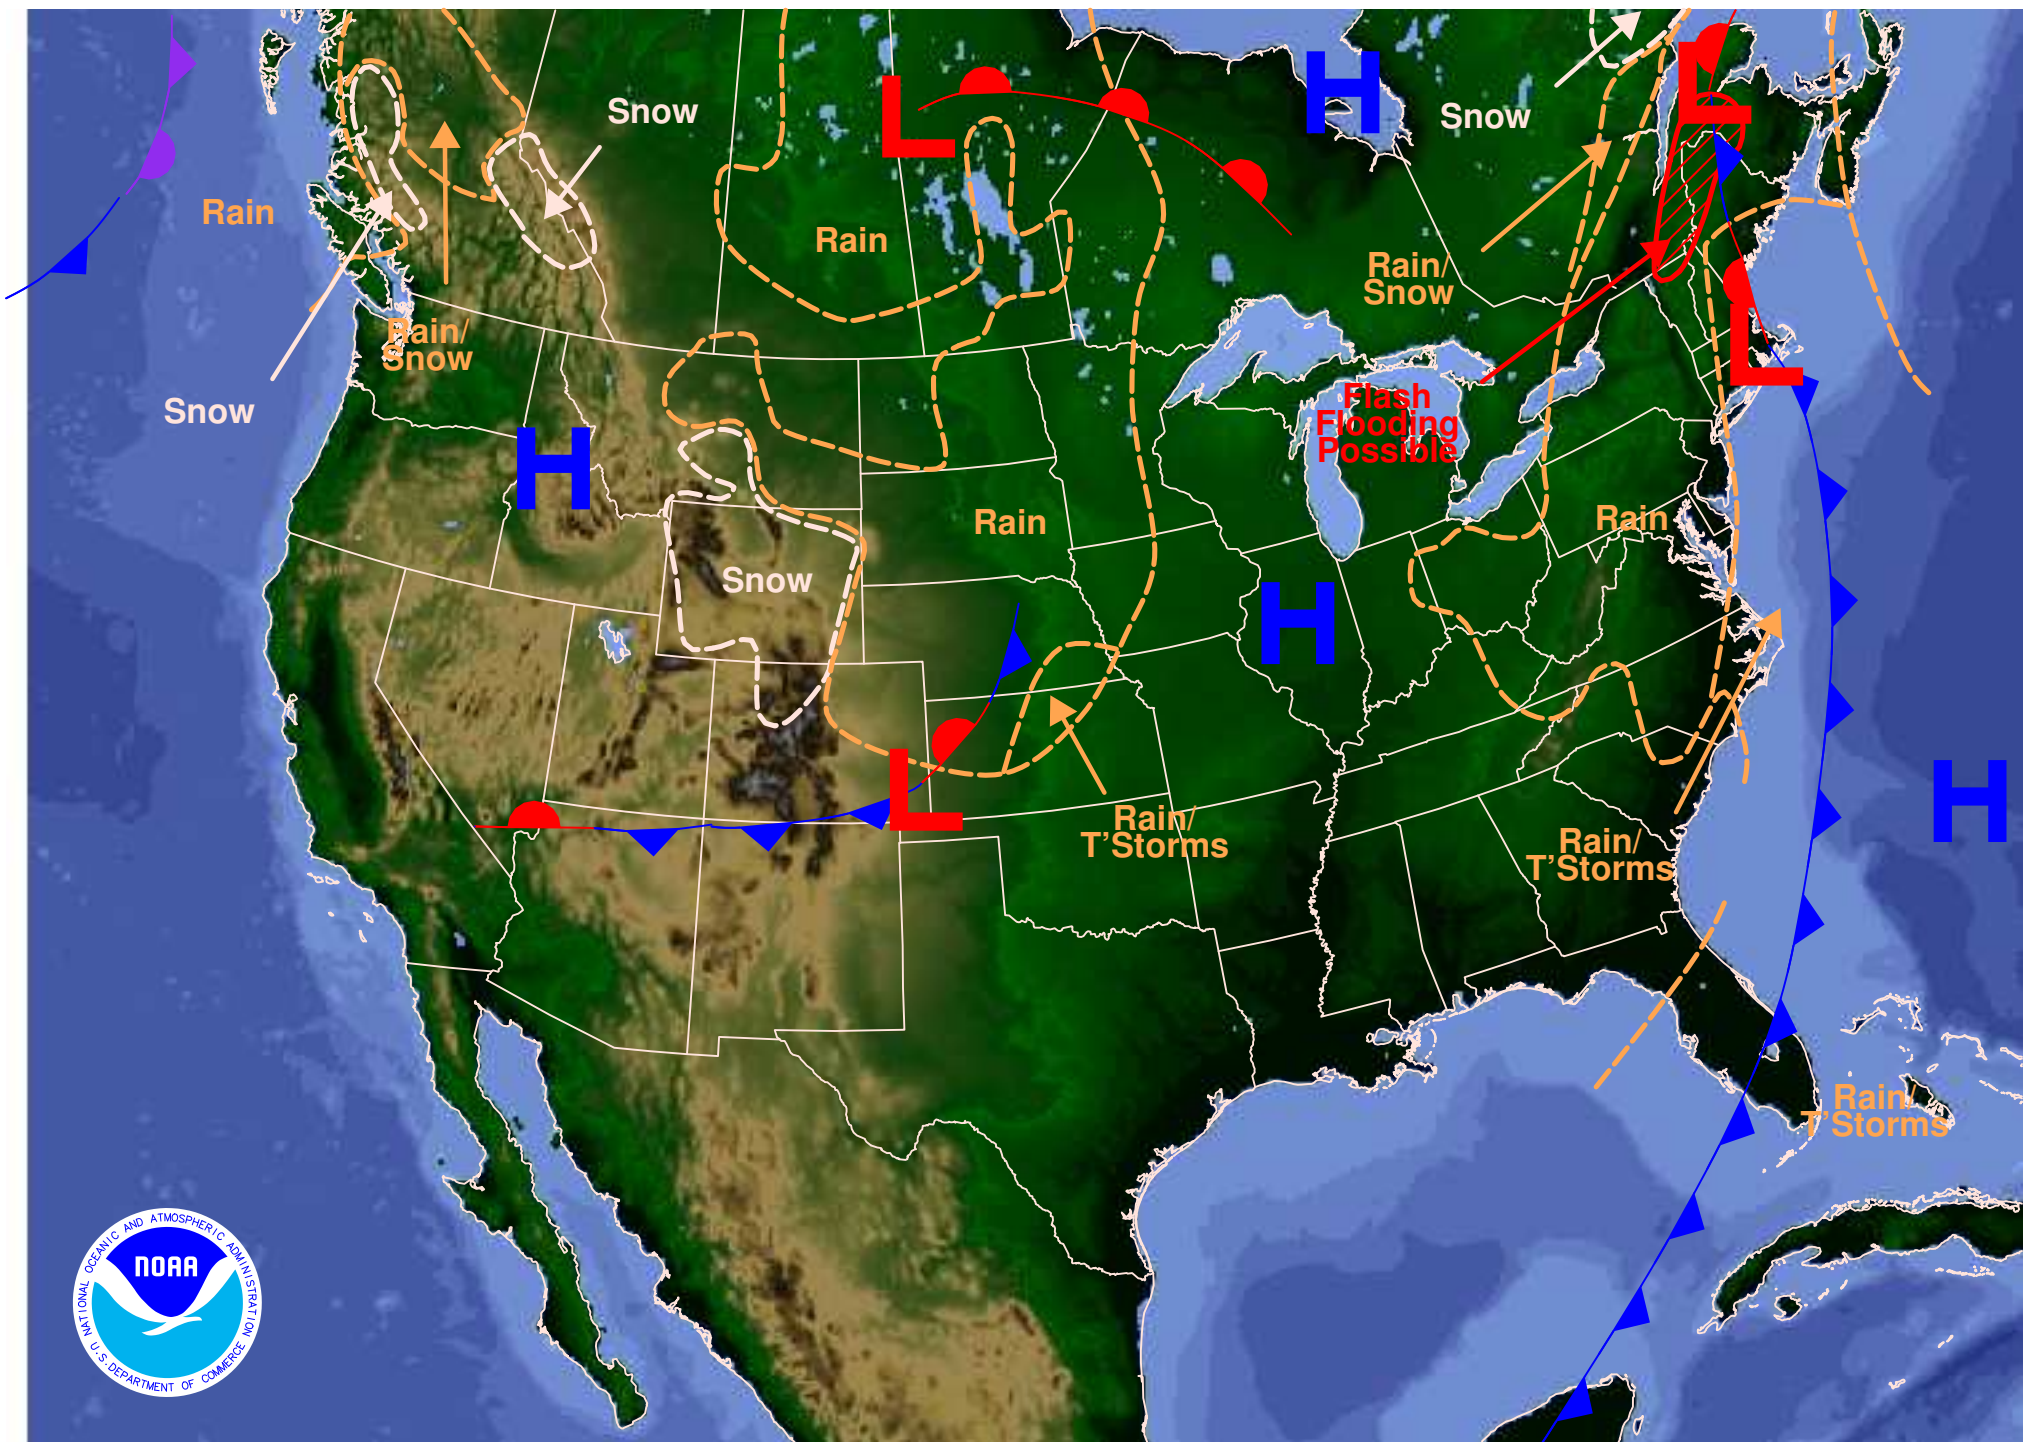 L
H
L
Snow
Snow
Rain
Rain
Rain/
Snow
Rain/
Snow
L
Flash
Flooding
Possible
Snow
H
Rain
Rain
Snow
H
L
H
Rain/
T'Storms
Rain/
T'Storms
Rain/
T'Storms
NATIONAL OCEANIC AND ATMOSPHERIC ADMINISTRATION
NOAA
U.S. DEPARTMENT OF COMMERCE